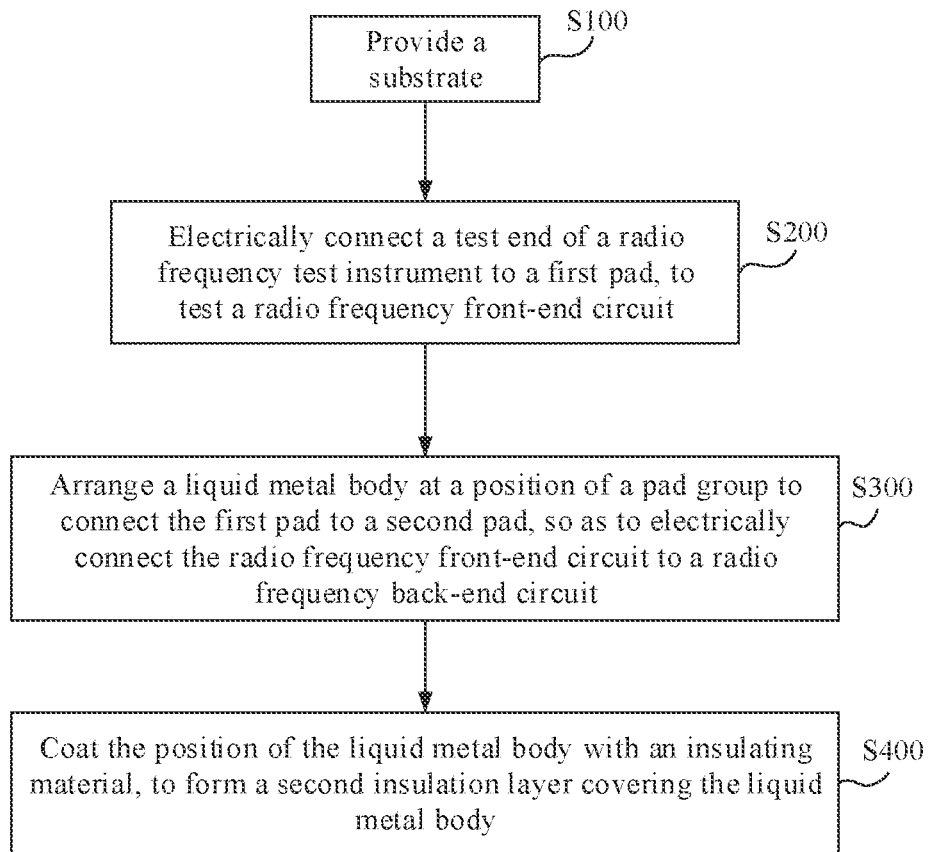 Provide a
substrate
S100
Electrically connect a test end of a radio
frequency test instrument to a first pad, to
test a radio frequency front-end circuit
S200
Arrange a liquid metal body at a position of a pad group to
connect the first pad to a second pad, so as to electrically
connect the radio frequency front-end circuit to a radio
frequency back-end circuit
S300
Coat the position of the liquid metal body with an insulating
material, to form a second insulation layer covering the liquid
metal body
S400